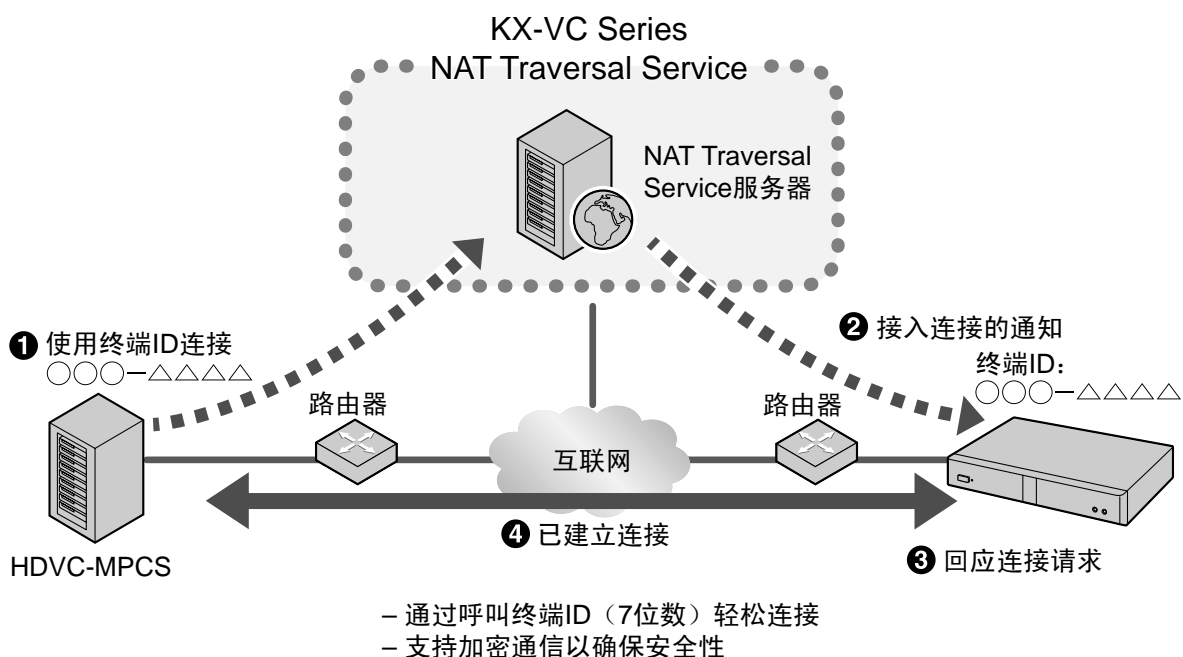 KX-VC Series
NAT Traversal Service
NAT Traversal
Service服务器
❶ 使用终端ID连接
○○○－△△△△
❷ 接入连接的通知
终端ID：
○○○－△△△△
路由器
路由器
互联网
❹ 已建立连接
HDVC-MPCS
❸ 回应连接请求
– 通过呼叫终端ID（7位数）轻松连接
– 支持加密通信以确保安全性